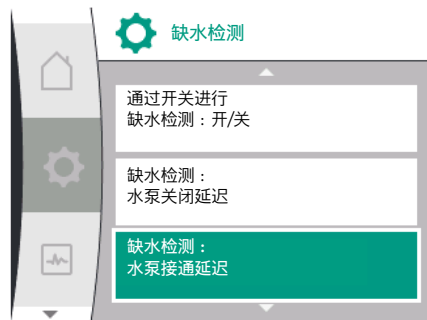 缺水检测
通过开关进行
缺水检测：开/关
缺水检测：
水泵关闭延迟
缺水检测：
水泵接通延迟